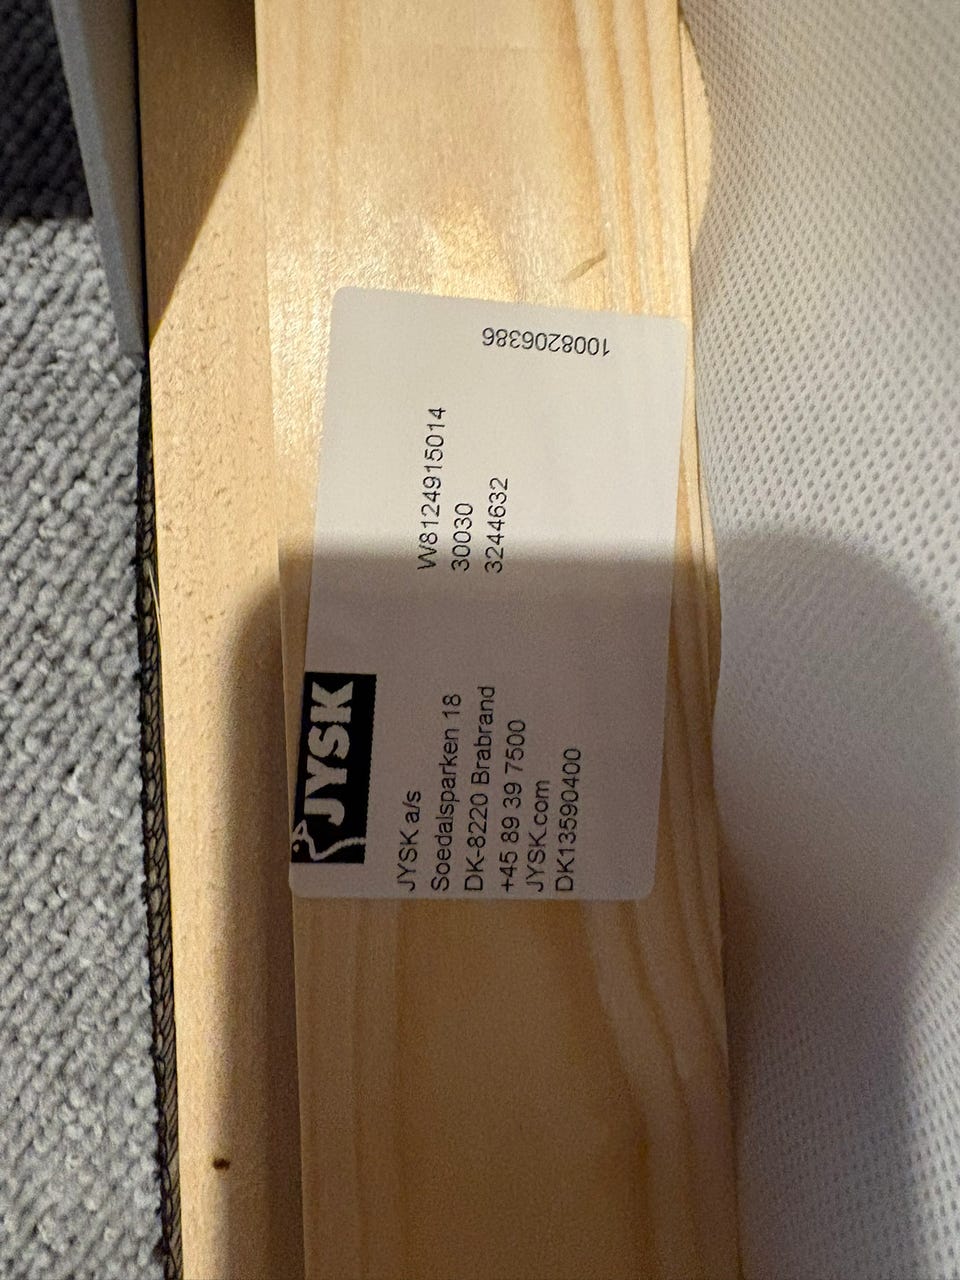 JYSK
JYSK a/s
Soedalsparken 18
DK-8220 Brabrand
+45 89 39 7500
JYSK.com
DK13590400
W8124915014
30030
3244632
1008206386